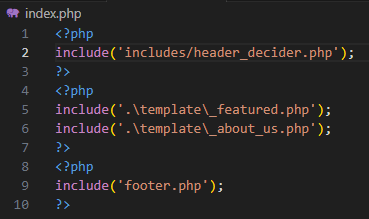 index.php
1 <?php
2 include('includes/header_decider.php');
3 ?>
4 <?php
5 include('.\template\_featured.php');
6 include('.\template\_about_us.php');
7 ?>
8 <?php
9 include('footer.php');
10 ?>